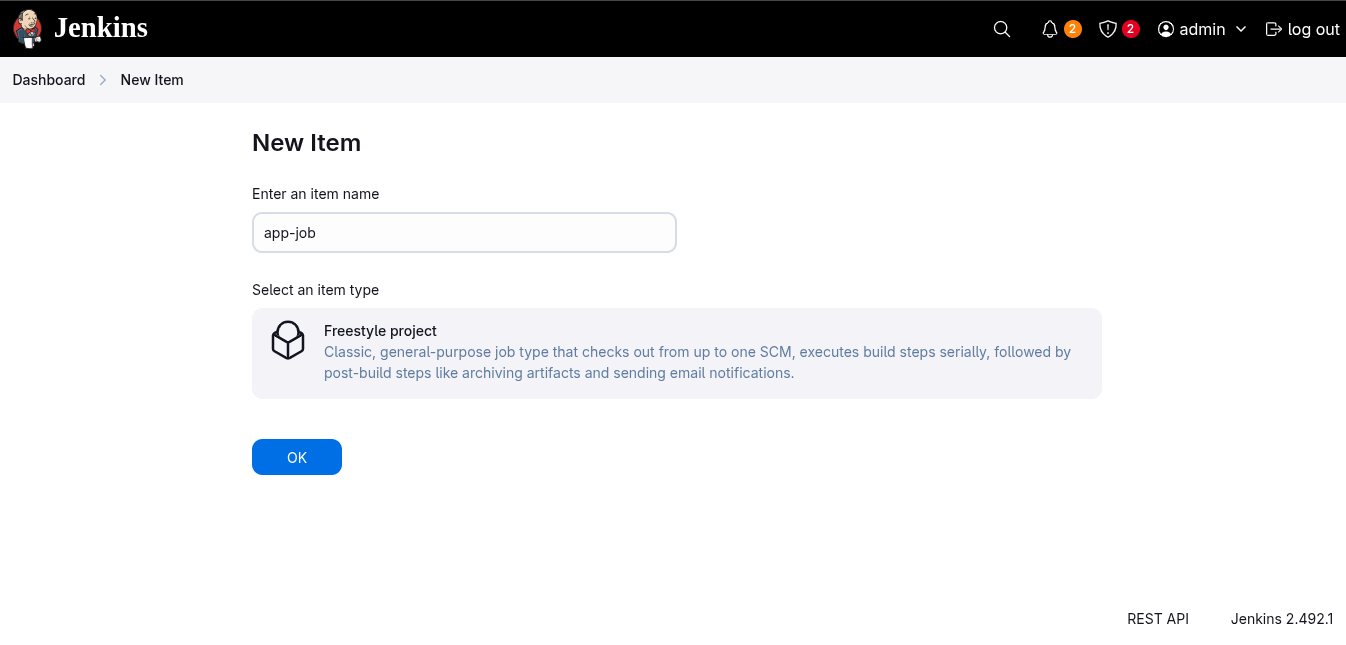 Jenkins
2
2
admin
log out
Dashboard
New Item
New Item
Enter an item name
app-job
Select an item type
Freestyle project
Classic, general-purpose job type that checks out from up to one SCM, executes build steps serially, followed by
post-build steps like archiving artifacts and sending email notifications.
OK
REST API
Jenkins 2.492.1